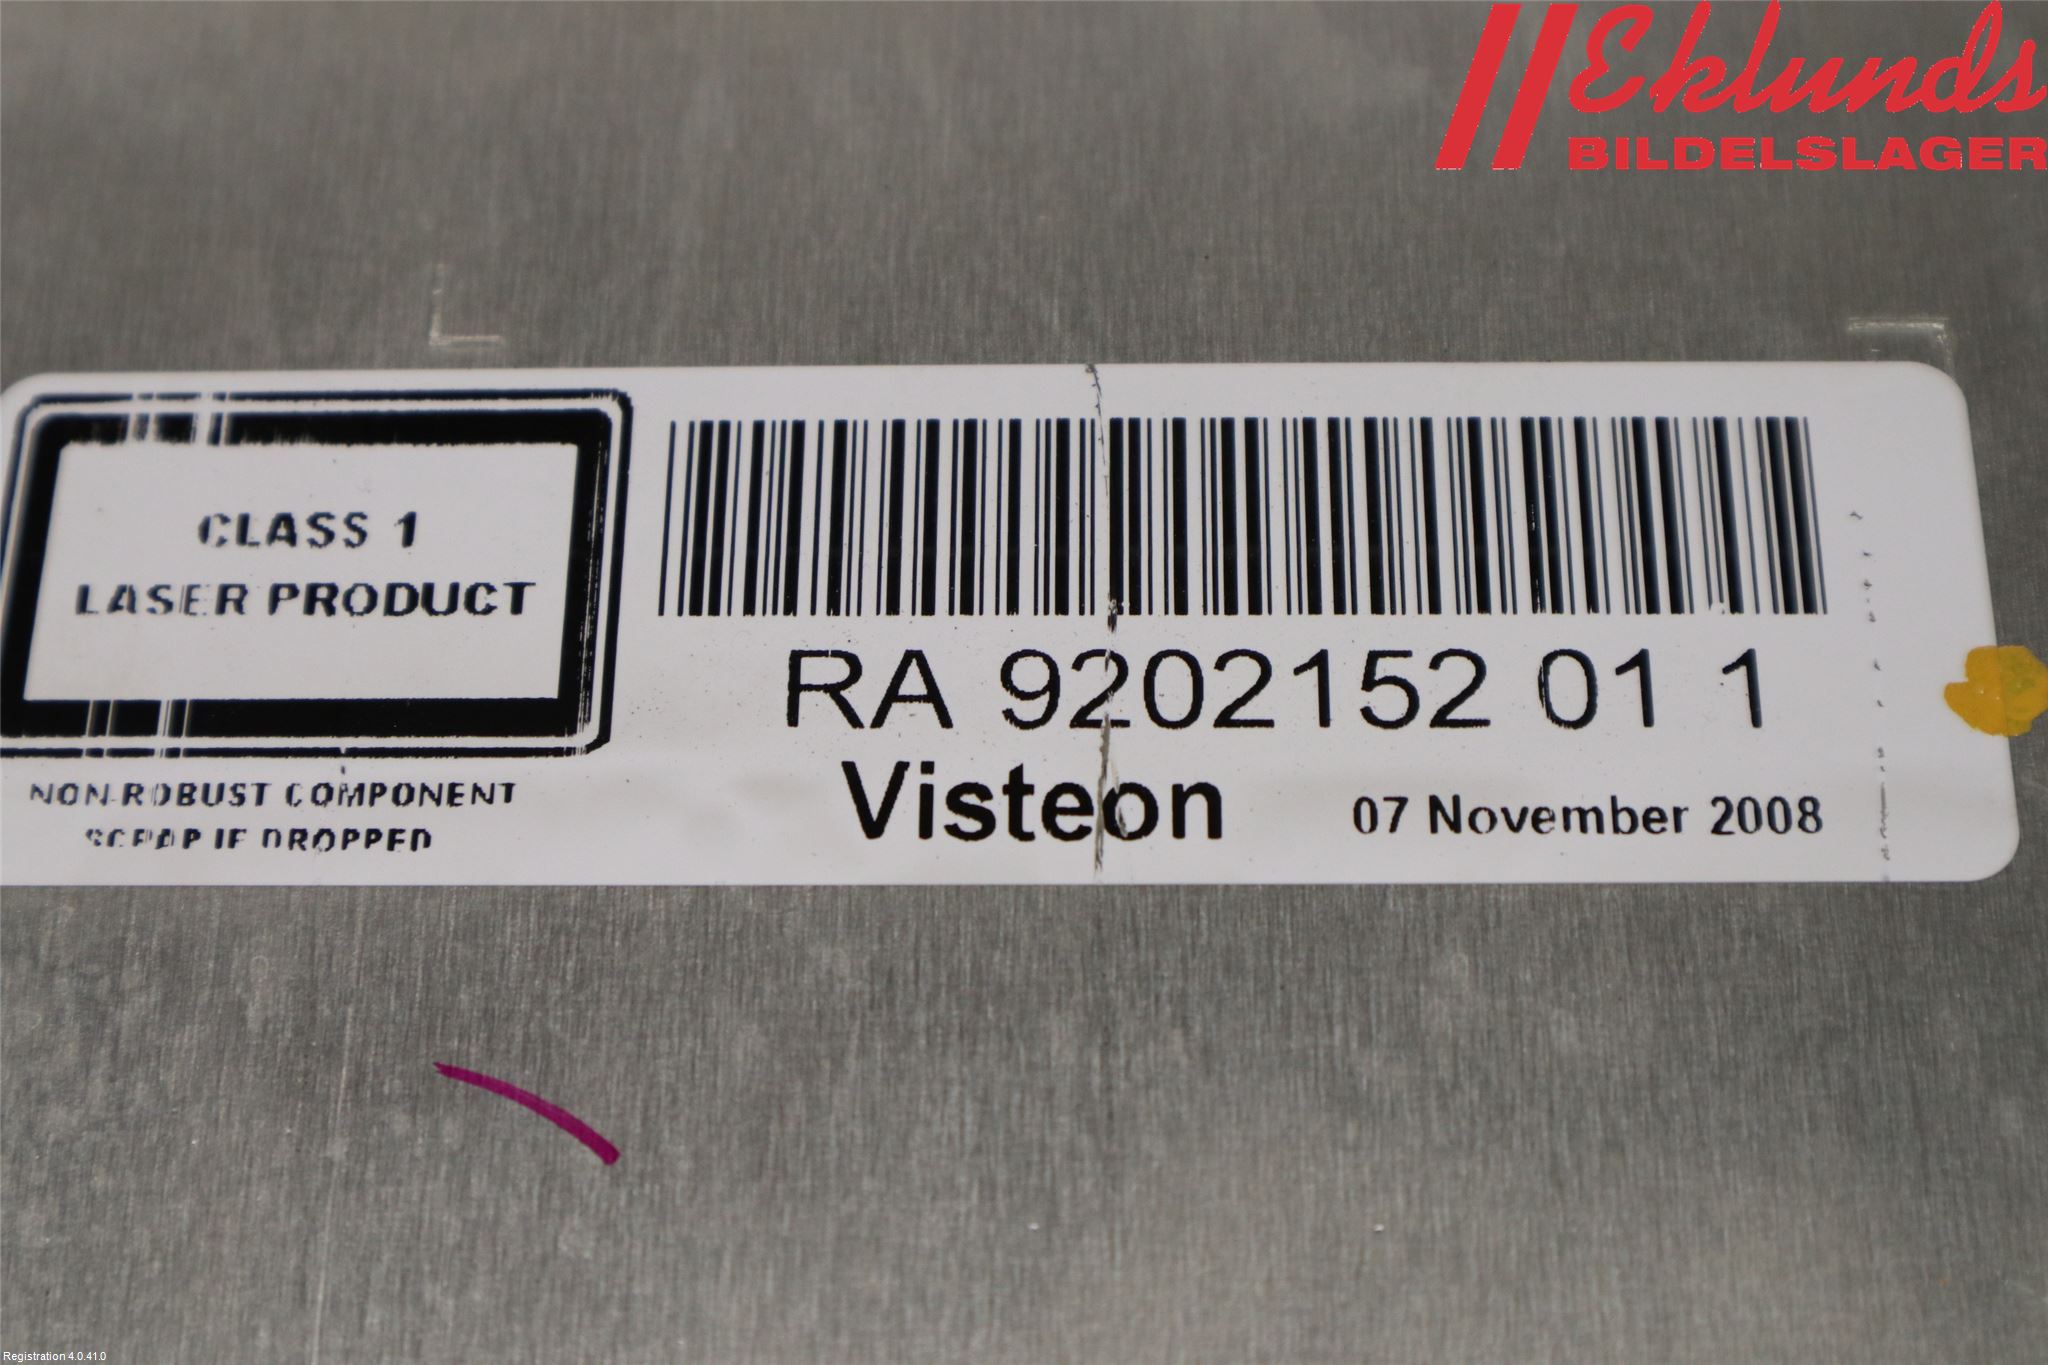 Eklunds
BILDELSLAGER
CLASS 1
LASER PRODUCT
NON-ROBUST COMPONENT
SCRAP IF DROPPED
RA 9202152 01 1
Visteon
07 November 2008
Registration 4.0.41.0